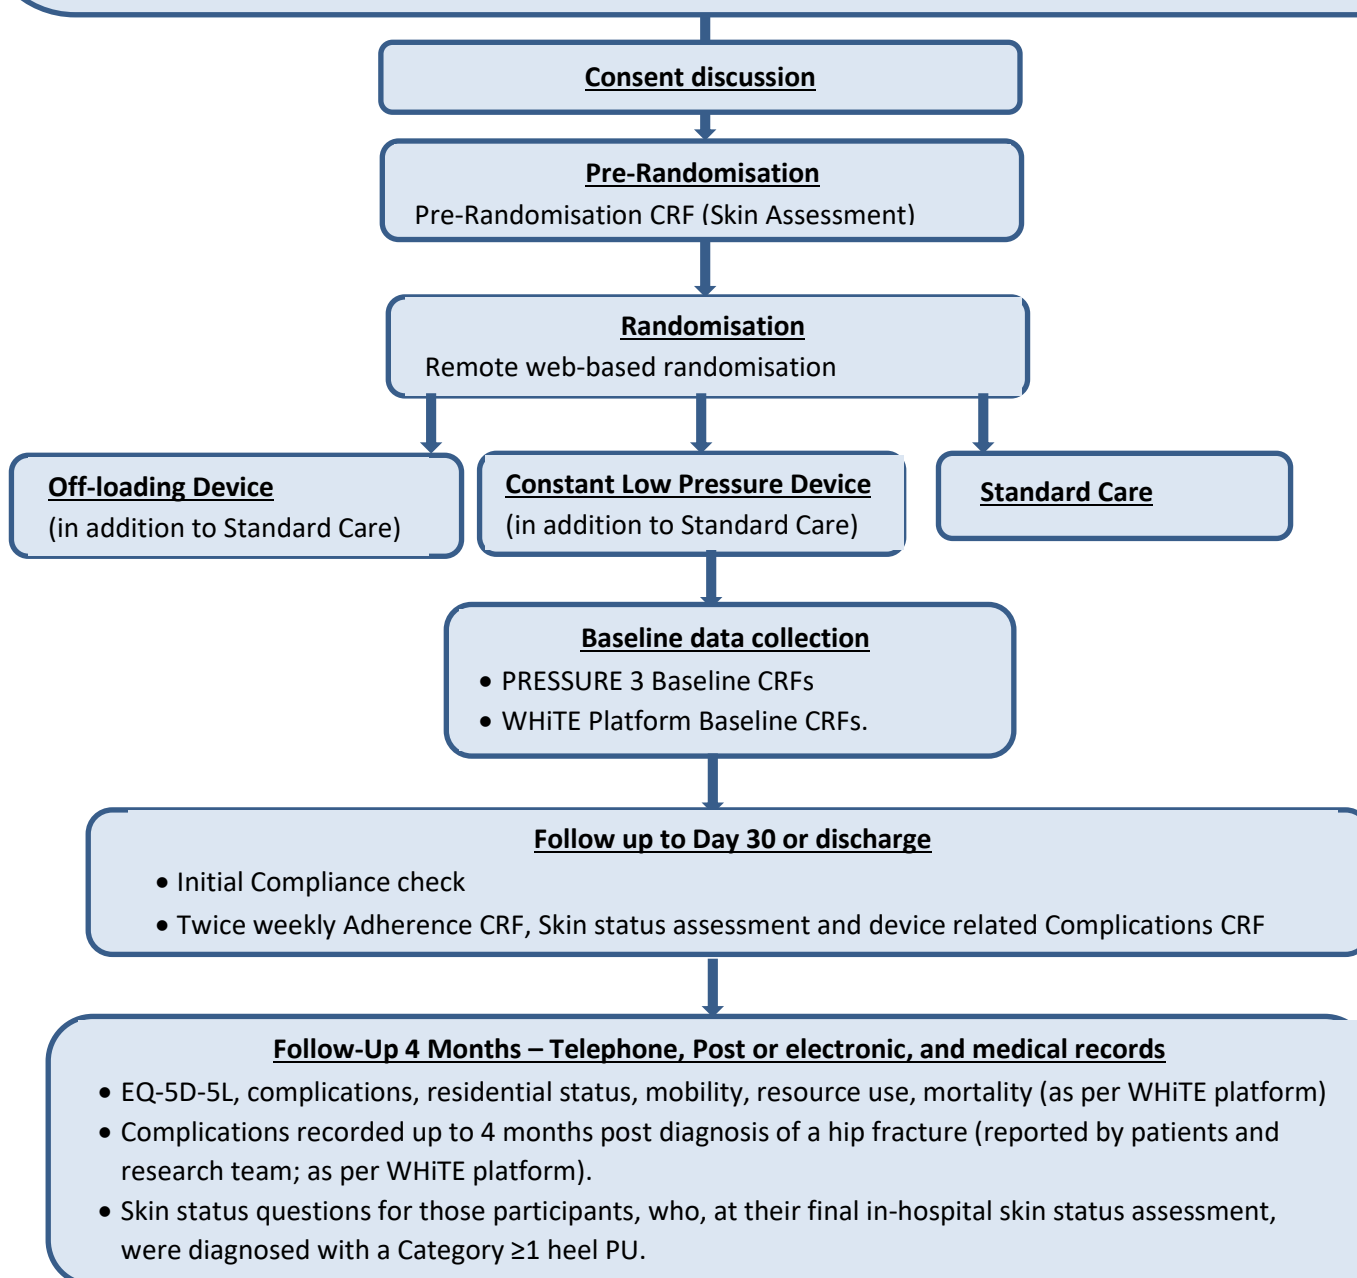 Consent discussion
Pre-Randomisation
Pre-Randomisation CRF (Skin Assessment)
Randomisation
Remote web-based randomisation
Off-loading Device
(in addition to Standard Care)
Constant Low Pressure Device
(in addition to Standard Care)
Standard Care
Baseline data collection
• PRESSURE 3 Baseline CRFs
• WHiTE Platform Baseline CRFs.
Follow up to Day 30 or discharge
• Initial Compliance check
• Twice weekly Adherence CRF, Skin status assessment and device related Complications CRF
Follow-Up 4 Months – Telephone, Post or electronic, and medical records
• EQ-5D-5L, complications, residential status, mobility, resource use, mortality (as per WHiTE platform)
• Complications recorded up to 4 months post diagnosis of a hip fracture (reported by patients and
research team; as per WHiTE platform).
• Skin status questions for those participants, who, at their final in-hospital skin status assessment,
were diagnosed with a Category ≥1 heel PU.